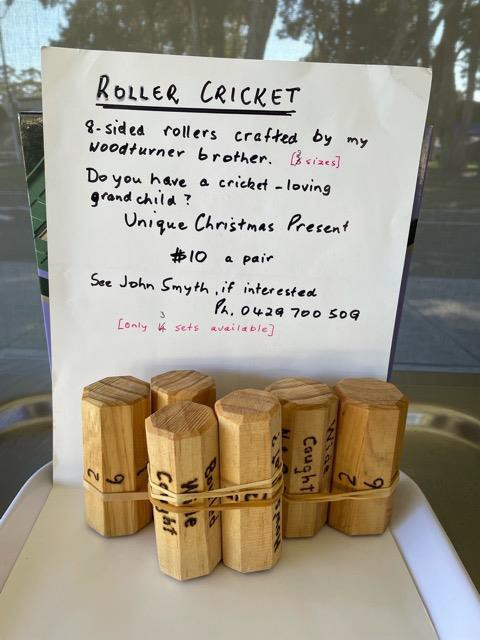 ROLLER CRICKET
8-sided rollers crafted by my
woodturner brother. [3 sizes]
Do you have a cricket-loving
grandchild?
Unique Christmas Present
$10 a pair
See John Smyth, if interested
Ph. 0429 700 509
[only 3 sets available]
2
6
Wide
Caught
Caught
Wide
2
6